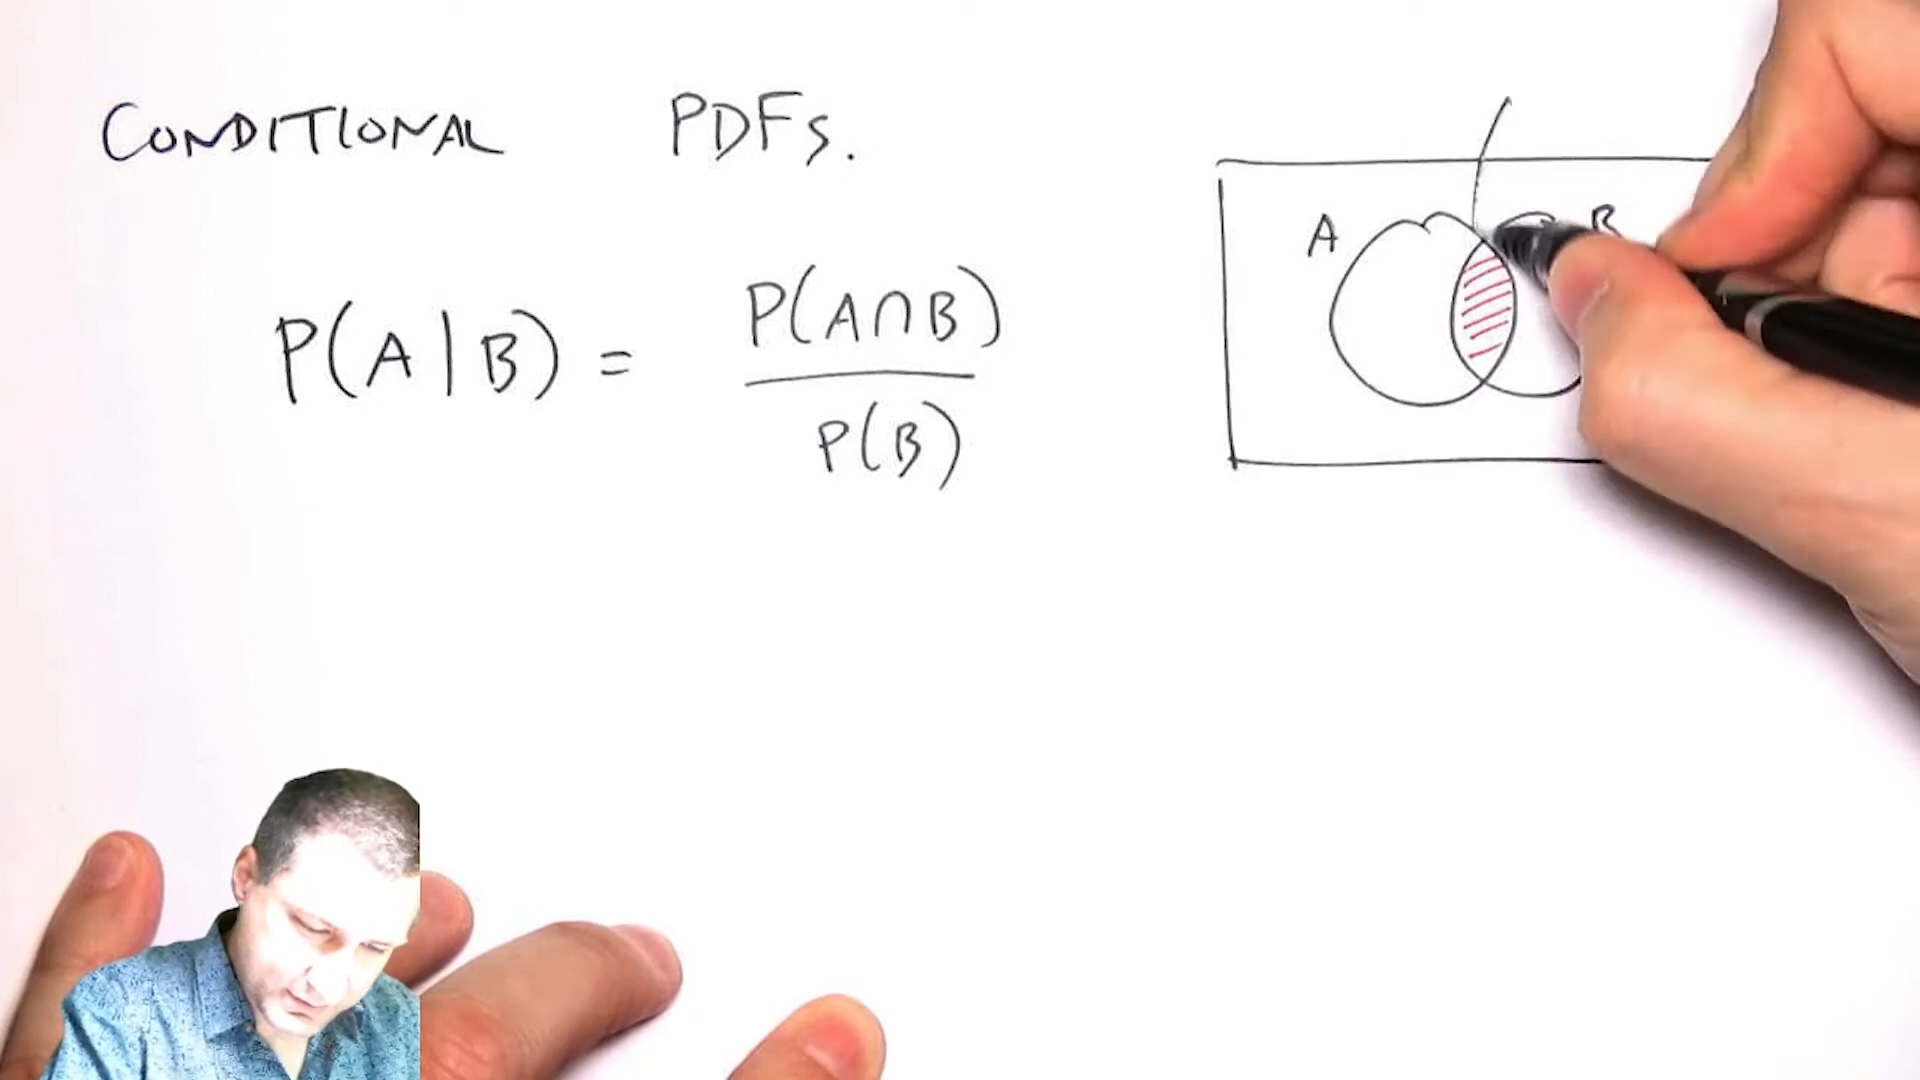 CONDITIONAL PDFs.
P(A|B) = P(A∩B)
P(B)
A B